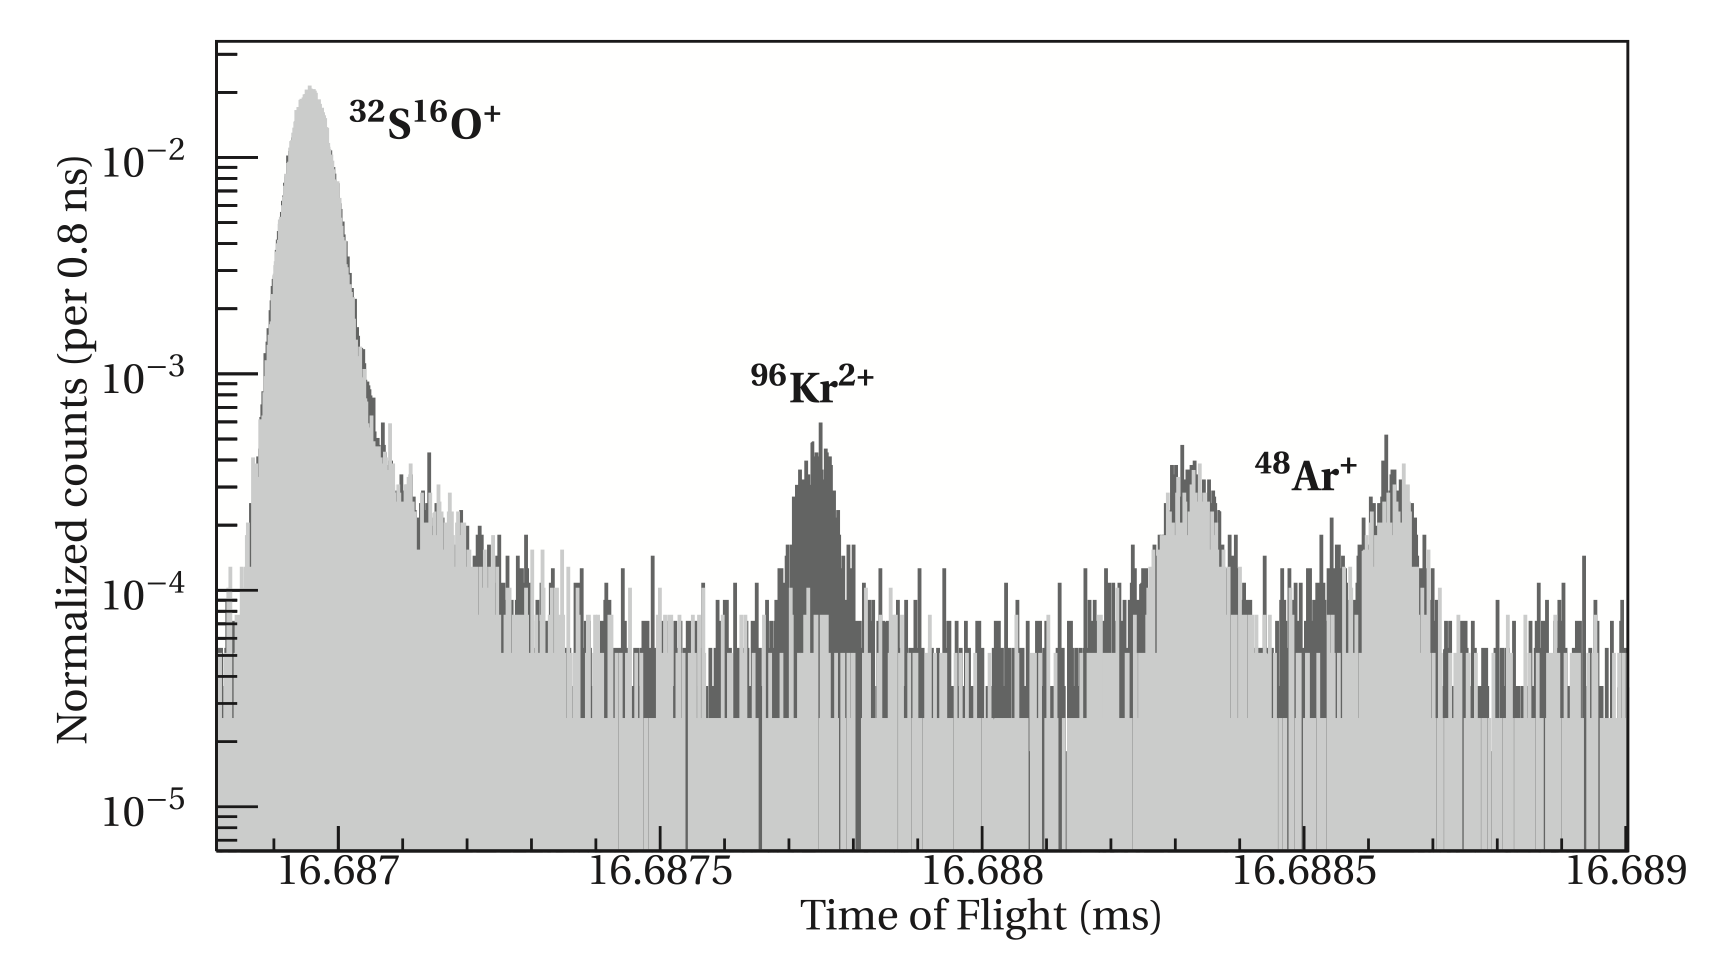 ³²S¹⁶O⁺
10⁻²
10⁻³
10⁻⁴
10⁻⁵
Normalized counts (per 0.8 ns)
⁹⁶Kr²⁺
⁴⁸Ar⁺
16.687 16.6875 16.688 16.6885 16.689
Time of Flight (ms)